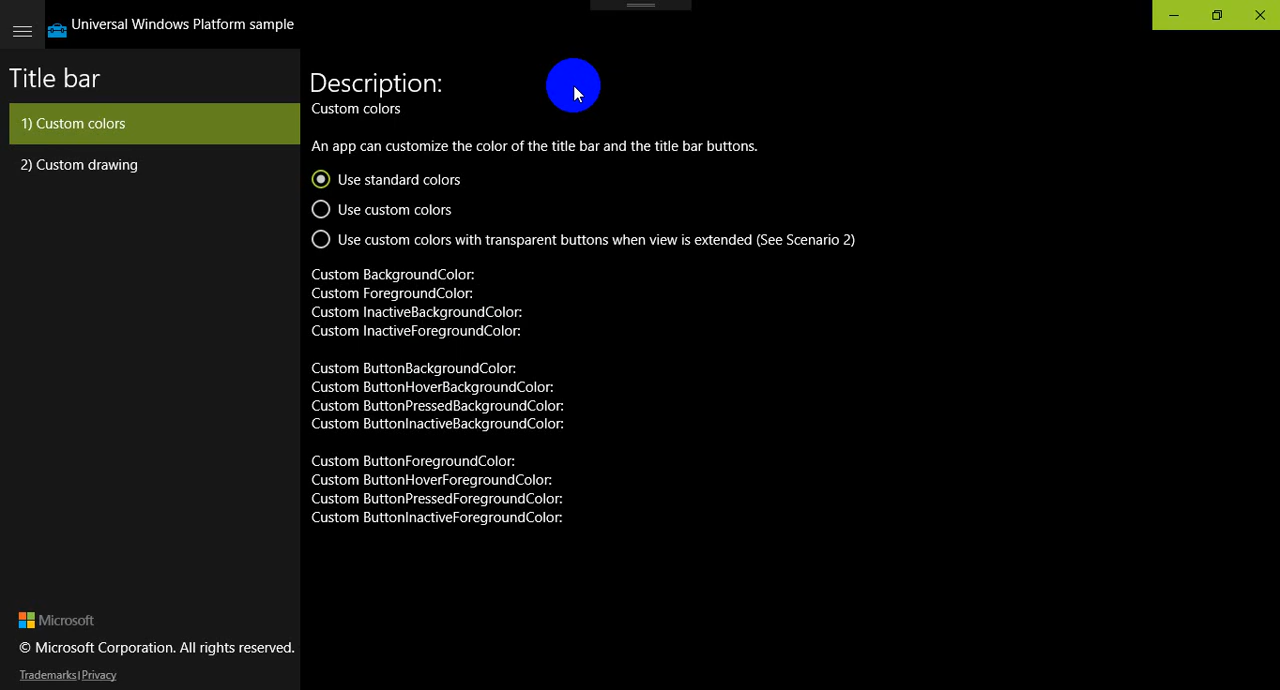 Universal Windows Platform sample
Title bar
1) Custom colors
2) Custom drawing
Microsoft
© Microsoft Corporation. All rights reserved.
Trademarks | Privacy
Description:
Custom colors
An app can customize the color of the title bar and the title bar buttons.
Use standard colors
Use custom colors
Use custom colors with transparent buttons when view is extended (See Scenario 2)
Custom BackgroundColor:
Custom ForegroundColor:
Custom InactiveBackgroundColor:
Custom InactiveForegroundColor:
Custom ButtonBackgroundColor:
Custom ButtonHoverBackgroundColor:
Custom ButtonPressedBackgroundColor:
Custom ButtonInactiveBackgroundColor:
Custom ButtonForegroundColor:
Custom ButtonHoverForegroundColor:
Custom ButtonPressedForegroundColor:
Custom ButtonInactiveForegroundColor: